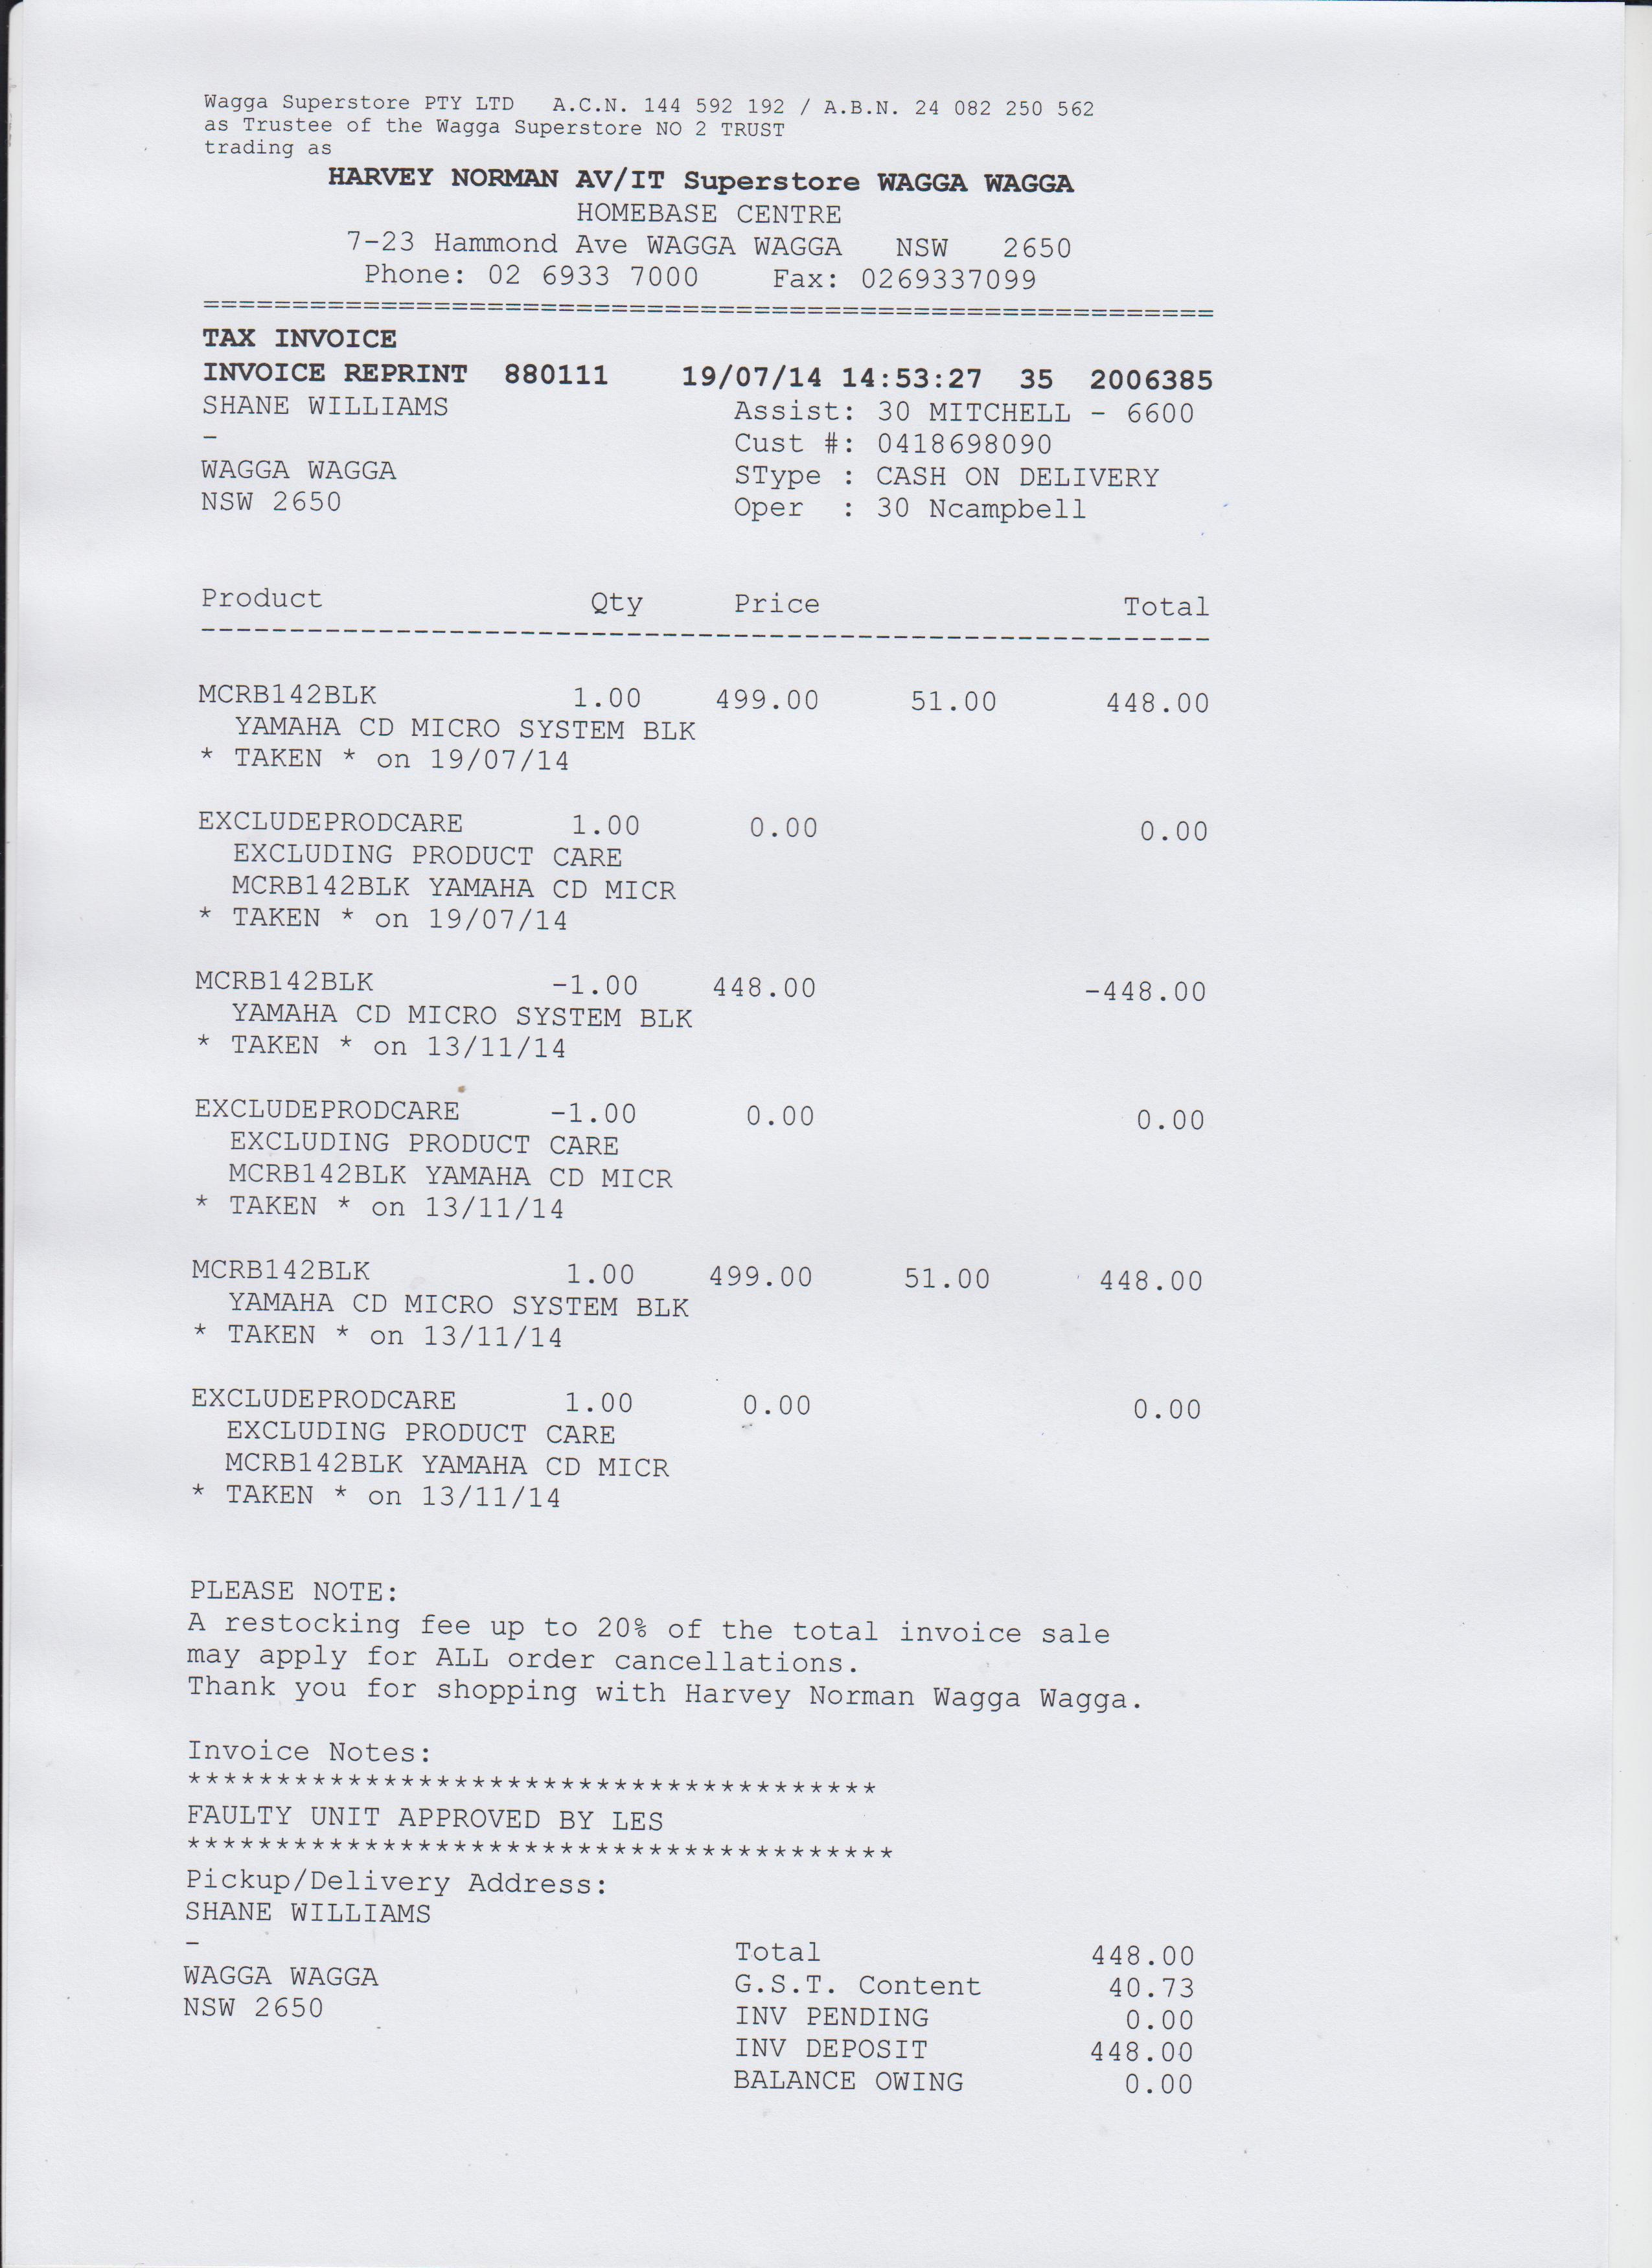 Wagga Superstore PTY LTD   A.C.N. 144 592 192 / A.B.N. 24 082 250 562
as Trustee of the Wagga Superstore NO 2 TRUST
trading as
HARVEY NORMAN AV/IT Superstore WAGGA WAGGA
HOMEBASE CENTRE
7-23 Hammond Ave WAGGA WAGGA   NSW   2650
Phone: 02 6933 7000    Fax: 0269337099
=========================================================
TAX INVOICE
INVOICE REPRINT  880111    19/07/14 14:53:27  35  2006385
SHANE WILLIAMS                Assist: 30 MITCHELL - 6600
-                             Cust #: 0418698090
WAGGA WAGGA                   SType : CASH ON DELIVERY
NSW 2650                      Oper  : 30 Ncampbell
Product               Qty     Price                 Total
---------------------------------------------------------
MCRB142BLK           1.00    499.00     51.00      448.00
YAMAHA CD MICRO SYSTEM BLK
* TAKEN * on 19/07/14
EXCLUDEPRODCARE      1.00      0.00                  0.00
EXCLUDING PRODUCT CARE
MCRB142BLK YAMAHA CD MICR
* TAKEN * on 19/07/14
MCRB142BLK          -1.00    448.00               -448.00
YAMAHA CD MICRO SYSTEM BLK
* TAKEN * on 13/11/14
EXCLUDEPRODCARE     -1.00      0.00                  0.00
EXCLUDING PRODUCT CARE
MCRB142BLK YAMAHA CD MICR
* TAKEN * on 13/11/14
MCRB142BLK           1.00    499.00     51.00      448.00
YAMAHA CD MICRO SYSTEM BLK
* TAKEN * on 13/11/14
EXCLUDEPRODCARE      1.00      0.00                  0.00
EXCLUDING PRODUCT CARE
MCRB142BLK YAMAHA CD MICR
* TAKEN * on 13/11/14
PLEASE NOTE:
A restocking fee up to 20% of the total invoice sale
may apply for ALL order cancellations.
Thank you for shopping with Harvey Norman Wagga Wagga.
Invoice Notes:
***************************************
FAULTY UNIT APPROVED BY LES
****************************************
Pickup/Delivery Address:
SHANE WILLIAMS
-                              Total               448.00
WAGGA WAGGA                    G.S.T. Content       40.73
NSW 2650                       INV PENDING           0.00
INV DEPOSIT         448.00
BALANCE OWING         0.00